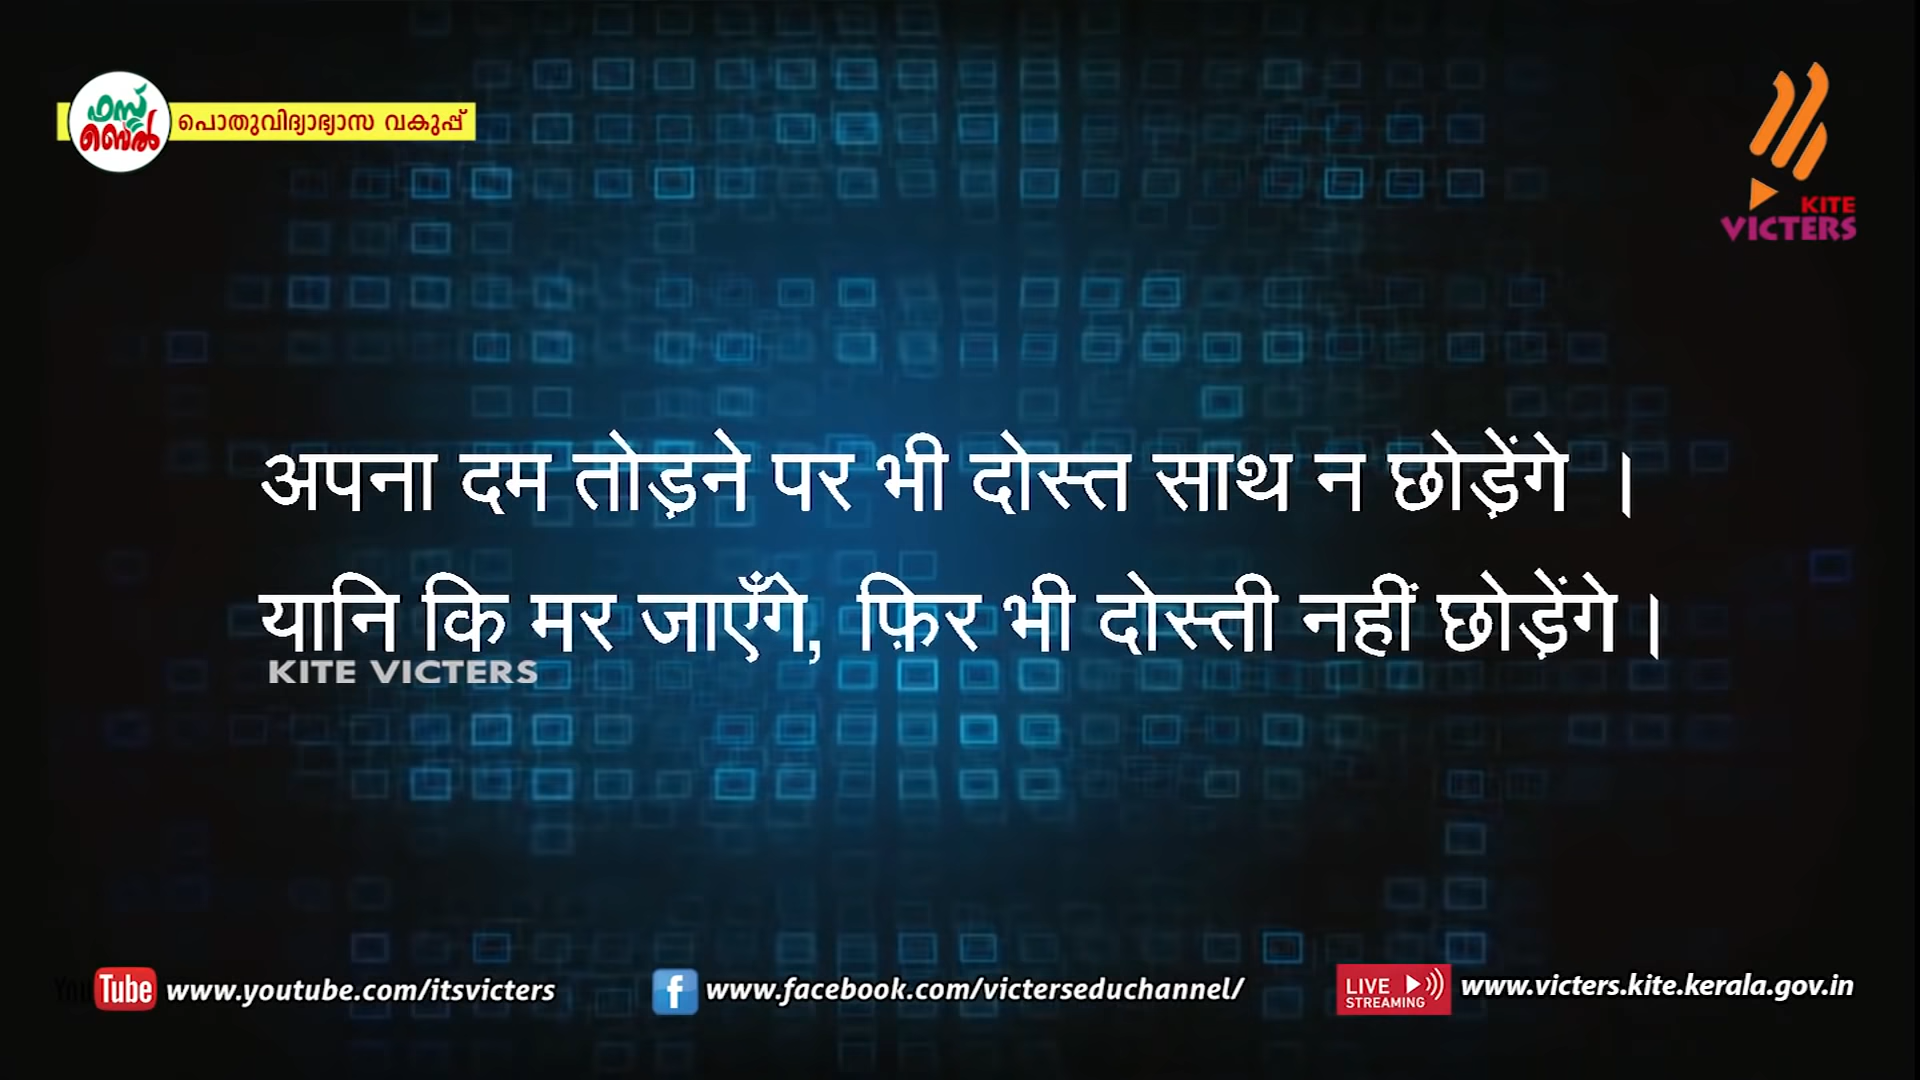 ഫസ്റ്റ്
ബെൽ
പൊതുവിദ്യാഭ്യാസ വകുപ്പ്
KITE
VICTERS
अपना दम तोड़ने पर भी दोस्त साथ न छोड़ेंगे ।
यानि कि मर जाएँगे, फ़िर भी दोस्ती नहीं छोड़ेंगे।
KITE VICTERS
YouTube www.youtube.com/itsvicters
f www.facebook.com/victerseduchannel/
LIVE STREAMING www.victers.kite.kerala.gov.in